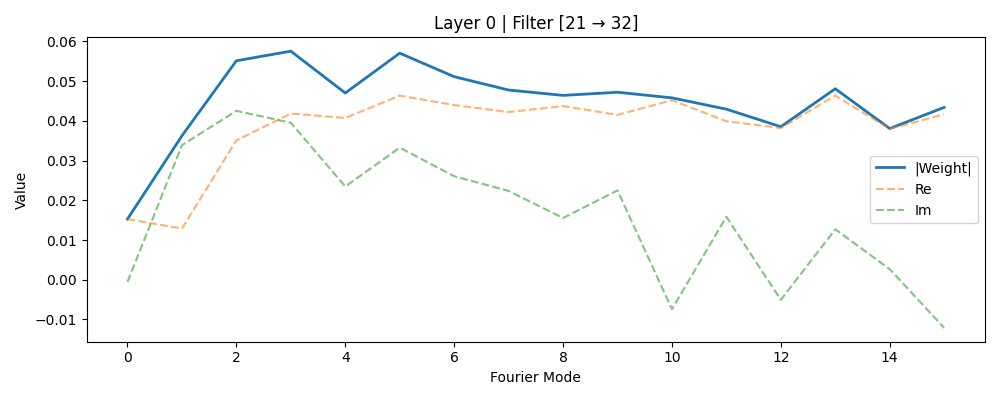 Layer 0 | Filter [21 → 32]
0.06
0.05
0.04
0.03
0.02
0.01
0.00
−0.01
Value
|Weight|
Re
Im
0 2 4 6 8 10 12 14
Fourier Mode